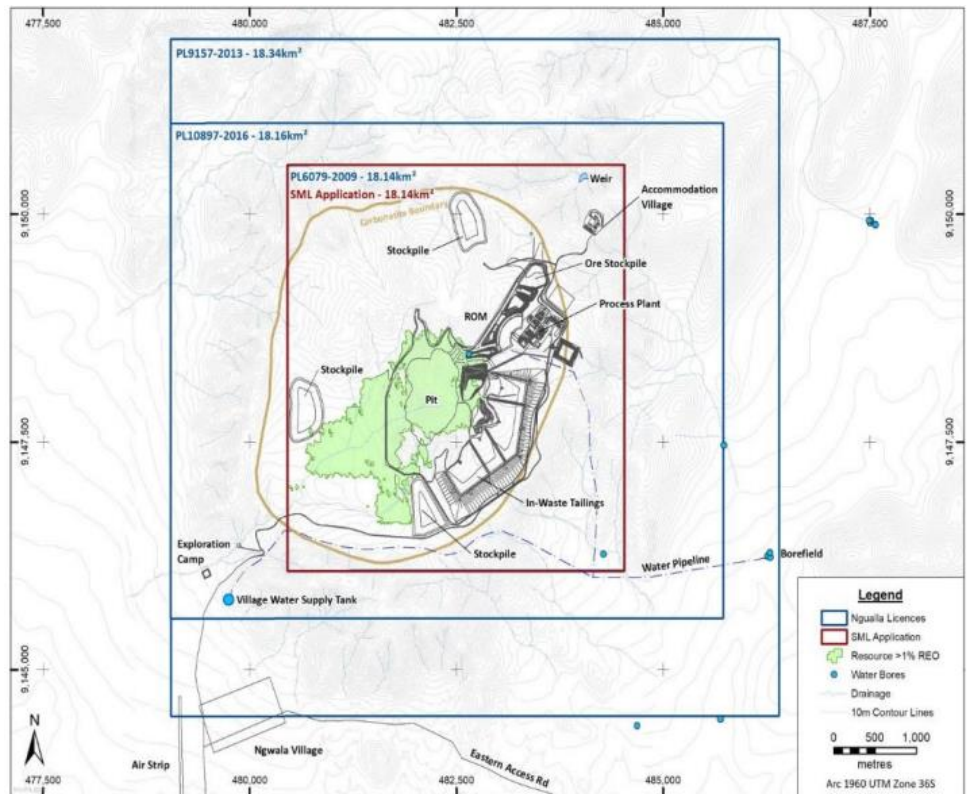 477,500
480,000
482,500
485,000
487,500
PL9157-2013 - 18.34km²
PL10897-2016 - 18.16km²
PL6079-2009 - 18.14km²
SML Application - 18.14km²
Weir
Accommodation
Village
9,150,000
9,150,000
Carbonatite Boundary
Stockpile
Ore Stockpile
Process Plant
ROM
Stockpile
Pit
9,147,500
9,147,500
In-Waste Tailings
Exploration
Camp
Stockpile
Water Pipeline
Borefield
Village Water Supply Tank
Legend
Ngualla Licences
SML Application
Resource >1% REO
Water Bores
Drainage
10m Contour Lines
0 500 1,000
metres
Arc 1960 UTM Zone 36S
9,145,000
N
Ngwala Village
Air Strip
Eastern Access Rd
477,500
480,000
482,500
485,000